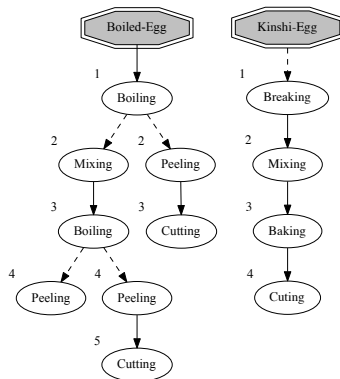 Boiled-Egg
Kinshi-Egg
1
Boiling
1
Breaking
2
Mixing
2
Peeling
2
Mixing
3
Boiling
3
Cutting
3
Baking
4
Peeling
4
Peeling
4
Cuting
5
Cutting